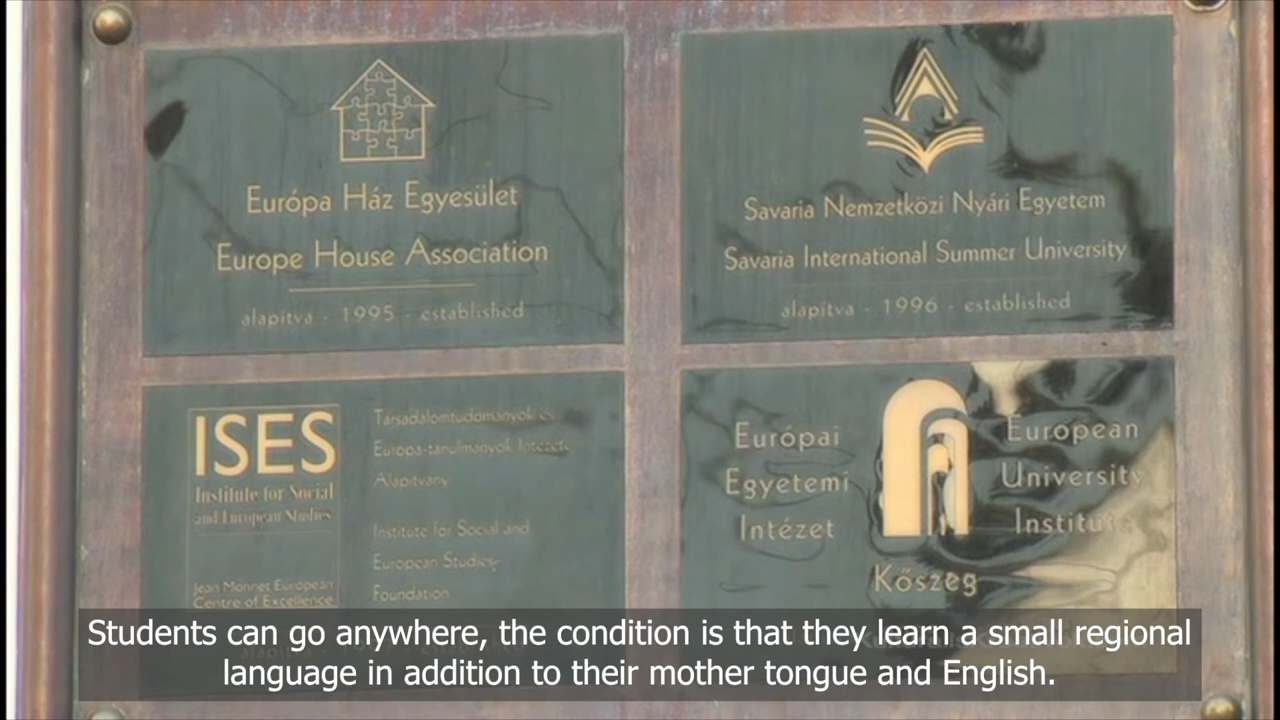 Európa Ház Egyesület
Europe House Association
alapítva - 1995 - established
Savaria Nemzetközi Nyári Egyetem
Savaria International Summer University
alapítva - 1996 - established
ISES
Institute for Social
and European Studies
Jean Monnet European
Centre of Excellence
Társadalomtudományok és
Európa-tanulmányok Intézete
Alapítvány
Institute for Social and
European Studies
Foundation
Európai
Egyetemi
Intézet
European
University
Institute
Kőszeg
Students can go anywhere, the condition is that they learn a small regional
language in addition to their mother tongue and English.